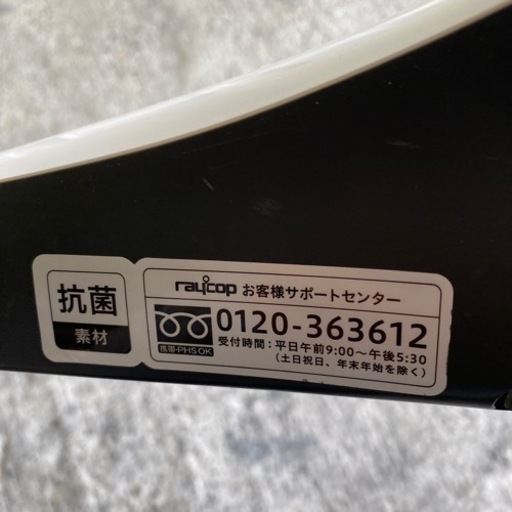 抗菌
素材
raycop お客様サポートセンター
0120-363612
携帯・PHS OK
受付時間：平日午前9:00〜午後5:30
（土日祝日、年末年始を除く）